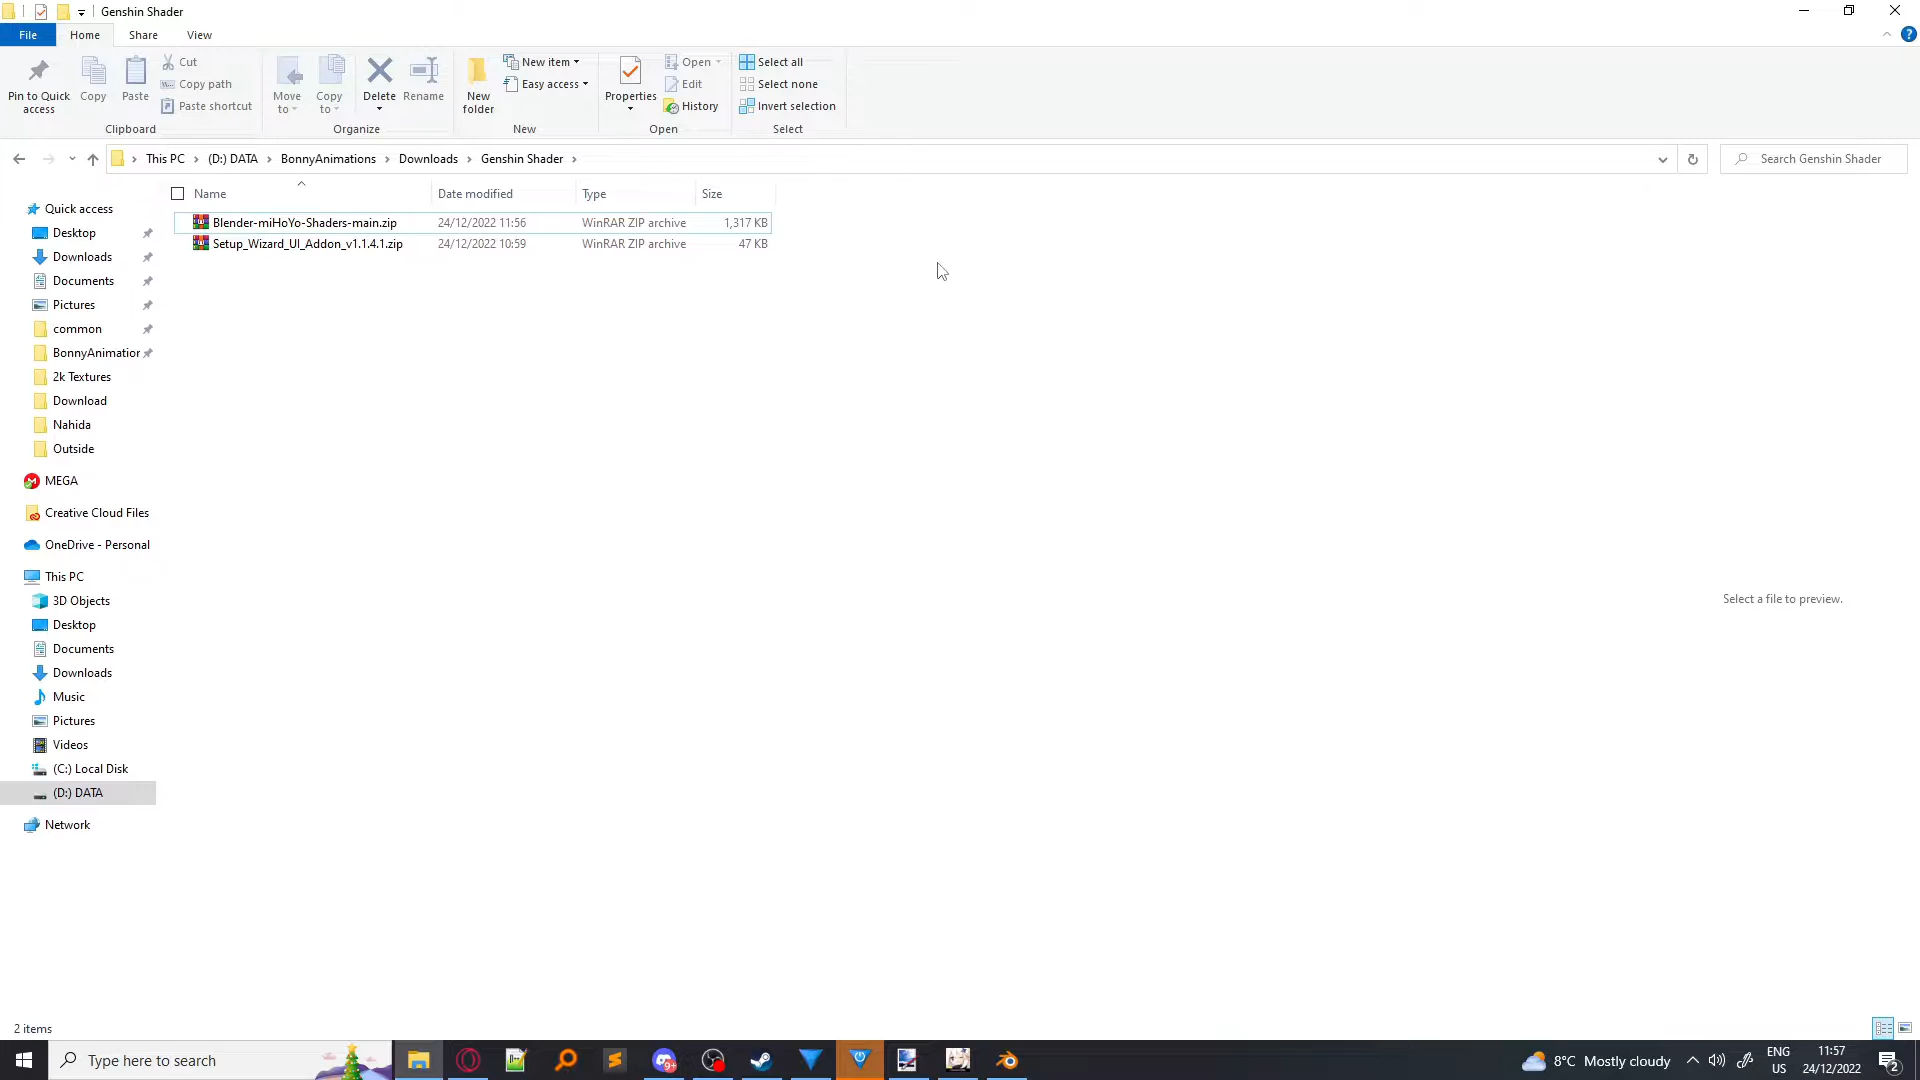 Genshin Shader
File Home Share View
Pin to Quick access
Copy
Paste
Cut
Copy path
Paste shortcut
Clipboard
Move to
Copy to
Delete
Rename
Organize
New folder
New item
Easy access
New
Properties
Open
Edit
History
Open
Select all
Select none
Invert selection
Select
This PC (D:) DATA BonnyAnimations Downloads Genshin Shader
Search Genshin Shader
Name Date modified Type Size
Blender-miHoYo-Shaders-main.zip 24/12/2022 11:56 WinRAR ZIP archive 1,317 KB
Setup_Wizard_UI_Addon_v1.1.4.1.zip 24/12/2022 10:59 WinRAR ZIP archive 47 KB
Quick access
Desktop
Downloads
Documents
Pictures
common
BonnyAnimation
2k Textures
Download
Nahida
Outside
MEGA
Creative Cloud Files
OneDrive - Personal
This PC
3D Objects
Desktop
Documents
Downloads
Music
Pictures
Videos
(C:) Local Disk
(D:) DATA
Network
Select a file to preview.
2 items
Type here to search
9+
8°C Mostly cloudy
ENG
US
11:57
24/12/2022
2